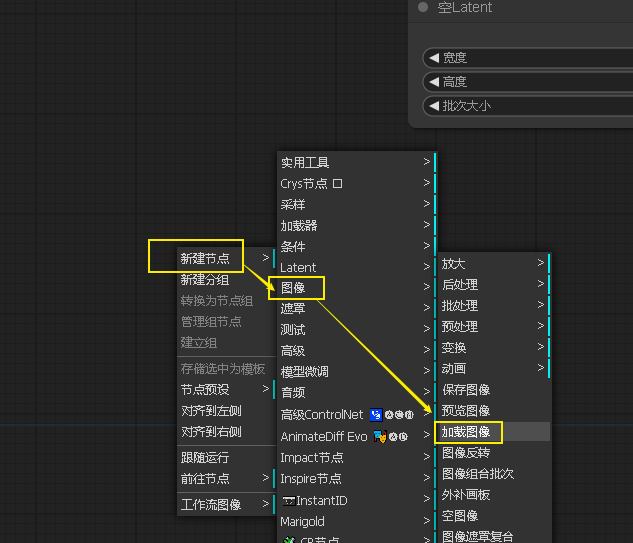 空Latent
宽度
高度
批次大小
新建节点
新建分组
转换为节点组
管理组节点
建立组
存储选中为模板
节点预设
对齐到左侧
对齐到右侧
跟随运行
前往节点
工作流图像
实用工具
Crys节点
采样
加载器
条件
Latent
图像
遮罩
测试
高级
模型微调
音频
高级ControlNet
AnimateDiff Evo
Impact节点
Inspire节点
InstantID
Marigold
CR节点
放大
后处理
批处理
预处理
变换
动画
保存图像
预览图像
加载图像
图像反转
图像组合批次
外补画板
空图像
图像遮罩复合